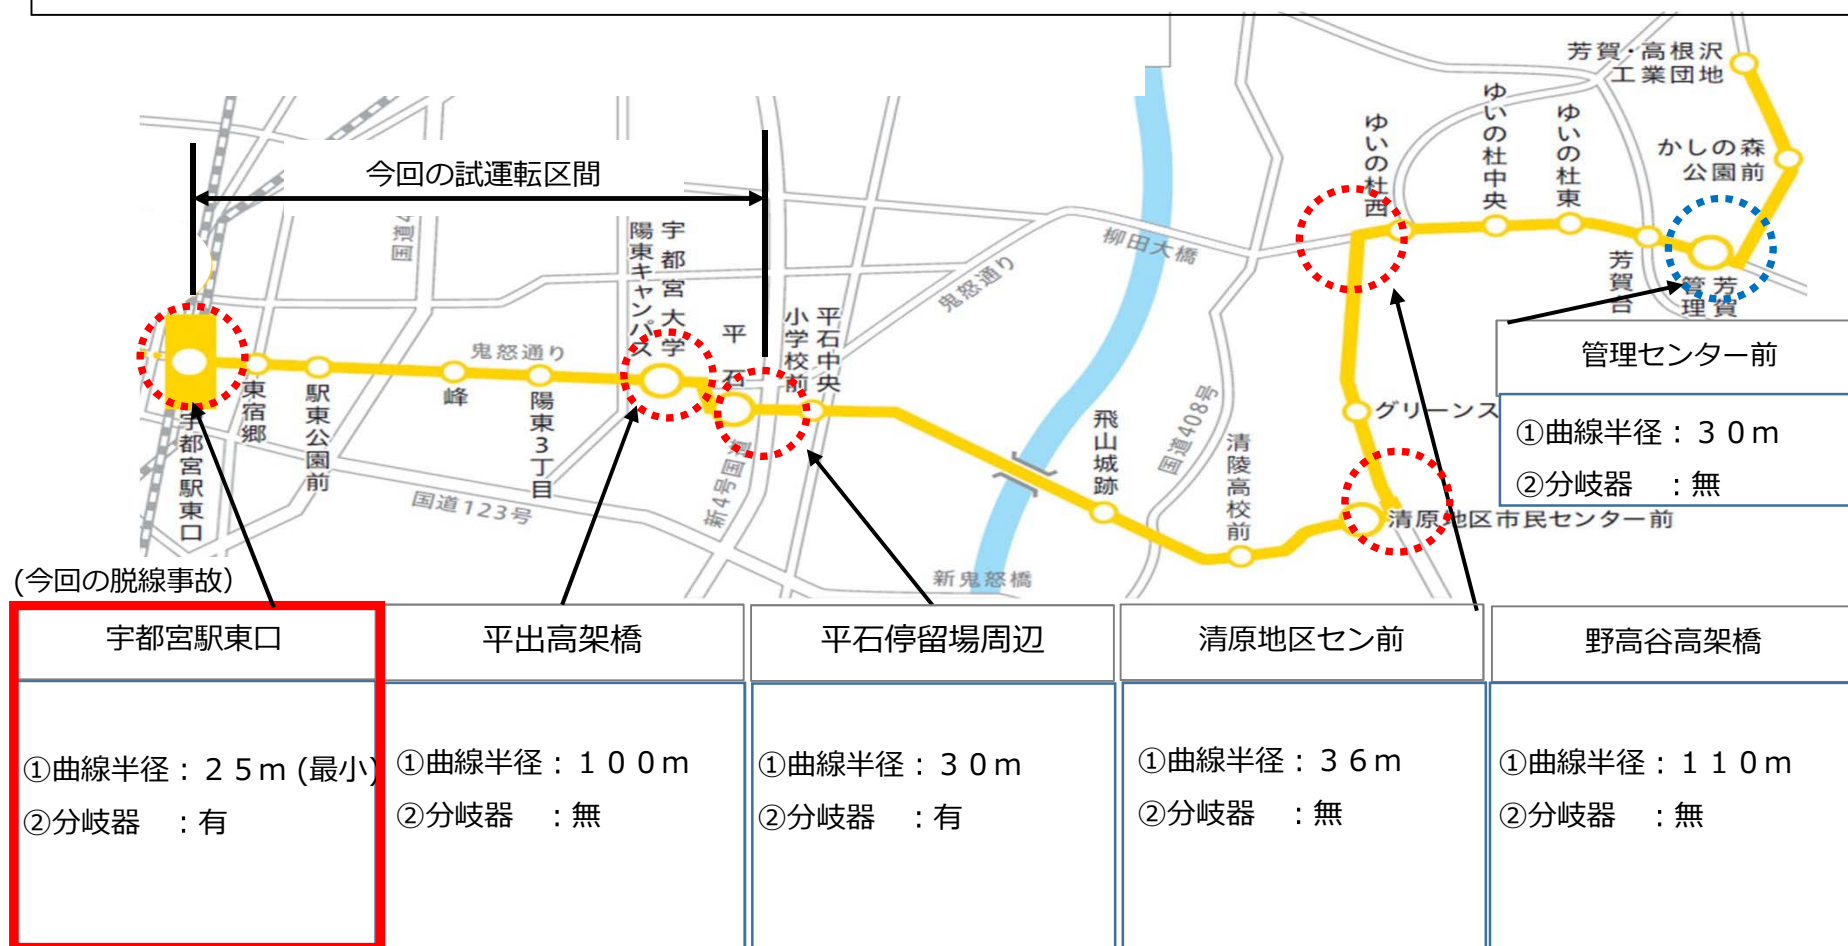 今回の試運転区間
芳賀・高根沢
工業団地
かしの森
公園前
ゆいの杜西
ゆいの杜中央
ゆいの杜東
芳賀台
芳賀
管理
管理センター前
①曲線半径：３０ｍ
②分岐器　：無
国道4
陽東キャンパス
宇都宮大学
平石
小学校前
平石中央
鬼怒通り
柳田大橋
鬼怒通り
宇都宮駅東口
東宿郷
駅東公園前
峰
陽東3丁目
国道123号
新4号国道
飛山城跡
国道408号
清陵高校前
グリーンス
清原地区市民センター前
新鬼怒橋
(今回の脱線事故）
宇都宮駅東口
①曲線半径：２５ｍ(最小)
②分岐器　：有
平出高架橋
①曲線半径：１００ｍ
②分岐器　：無
平石停留場周辺
①曲線半径：３０ｍ
②分岐器　：有
清原地区セン前
①曲線半径：３６ｍ
②分岐器　：無
野高谷高架橋
①曲線半径：１１０ｍ
②分岐器　：無